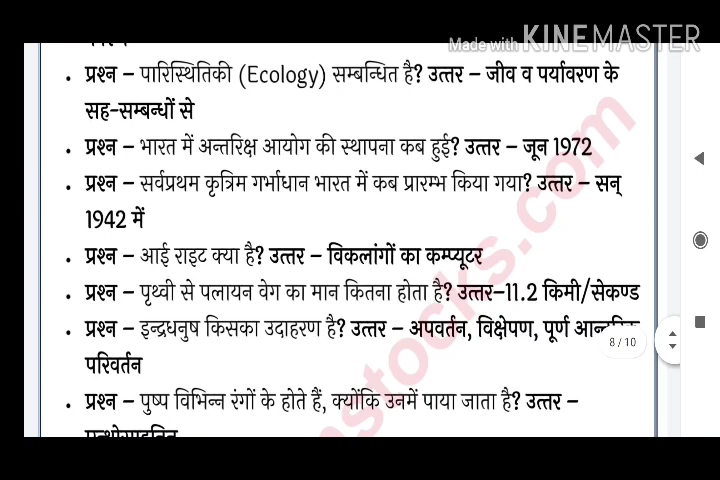 Made with KINEMASTER
• प्रश्न – पारिस्थितिकी (Ecology) सम्बन्धित है? उत्तर – जीव व पर्यावरण के
सह-सम्बन्धों से
• प्रश्न – भारत में अन्तरिक्ष आयोग की स्थापना कब हुई? उत्तर – जून 1972
• प्रश्न – सर्वप्रथम कृत्रिम गर्भाधान भारत में कब प्रारम्भ किया गया? उत्तर – सन्
1942 में
• प्रश्न – आई राइट क्या है? उत्तर – विकलांगों का कम्प्यूटर
• प्रश्न – पृथ्वी से पलायन वेग का मान कितना होता है? उत्तर–11.2 किमी/सेकण्ड
• प्रश्न – इन्द्रधनुष किसका उदाहरण है? उत्तर – अपवर्तन, विक्षेपण, पूर्ण
8 / 10
परिवर्तन
• प्रश्न – पुष्प विभिन्न रंगों के होते हैं, क्योंकि उनमें पाया जाता है? उत्तर –